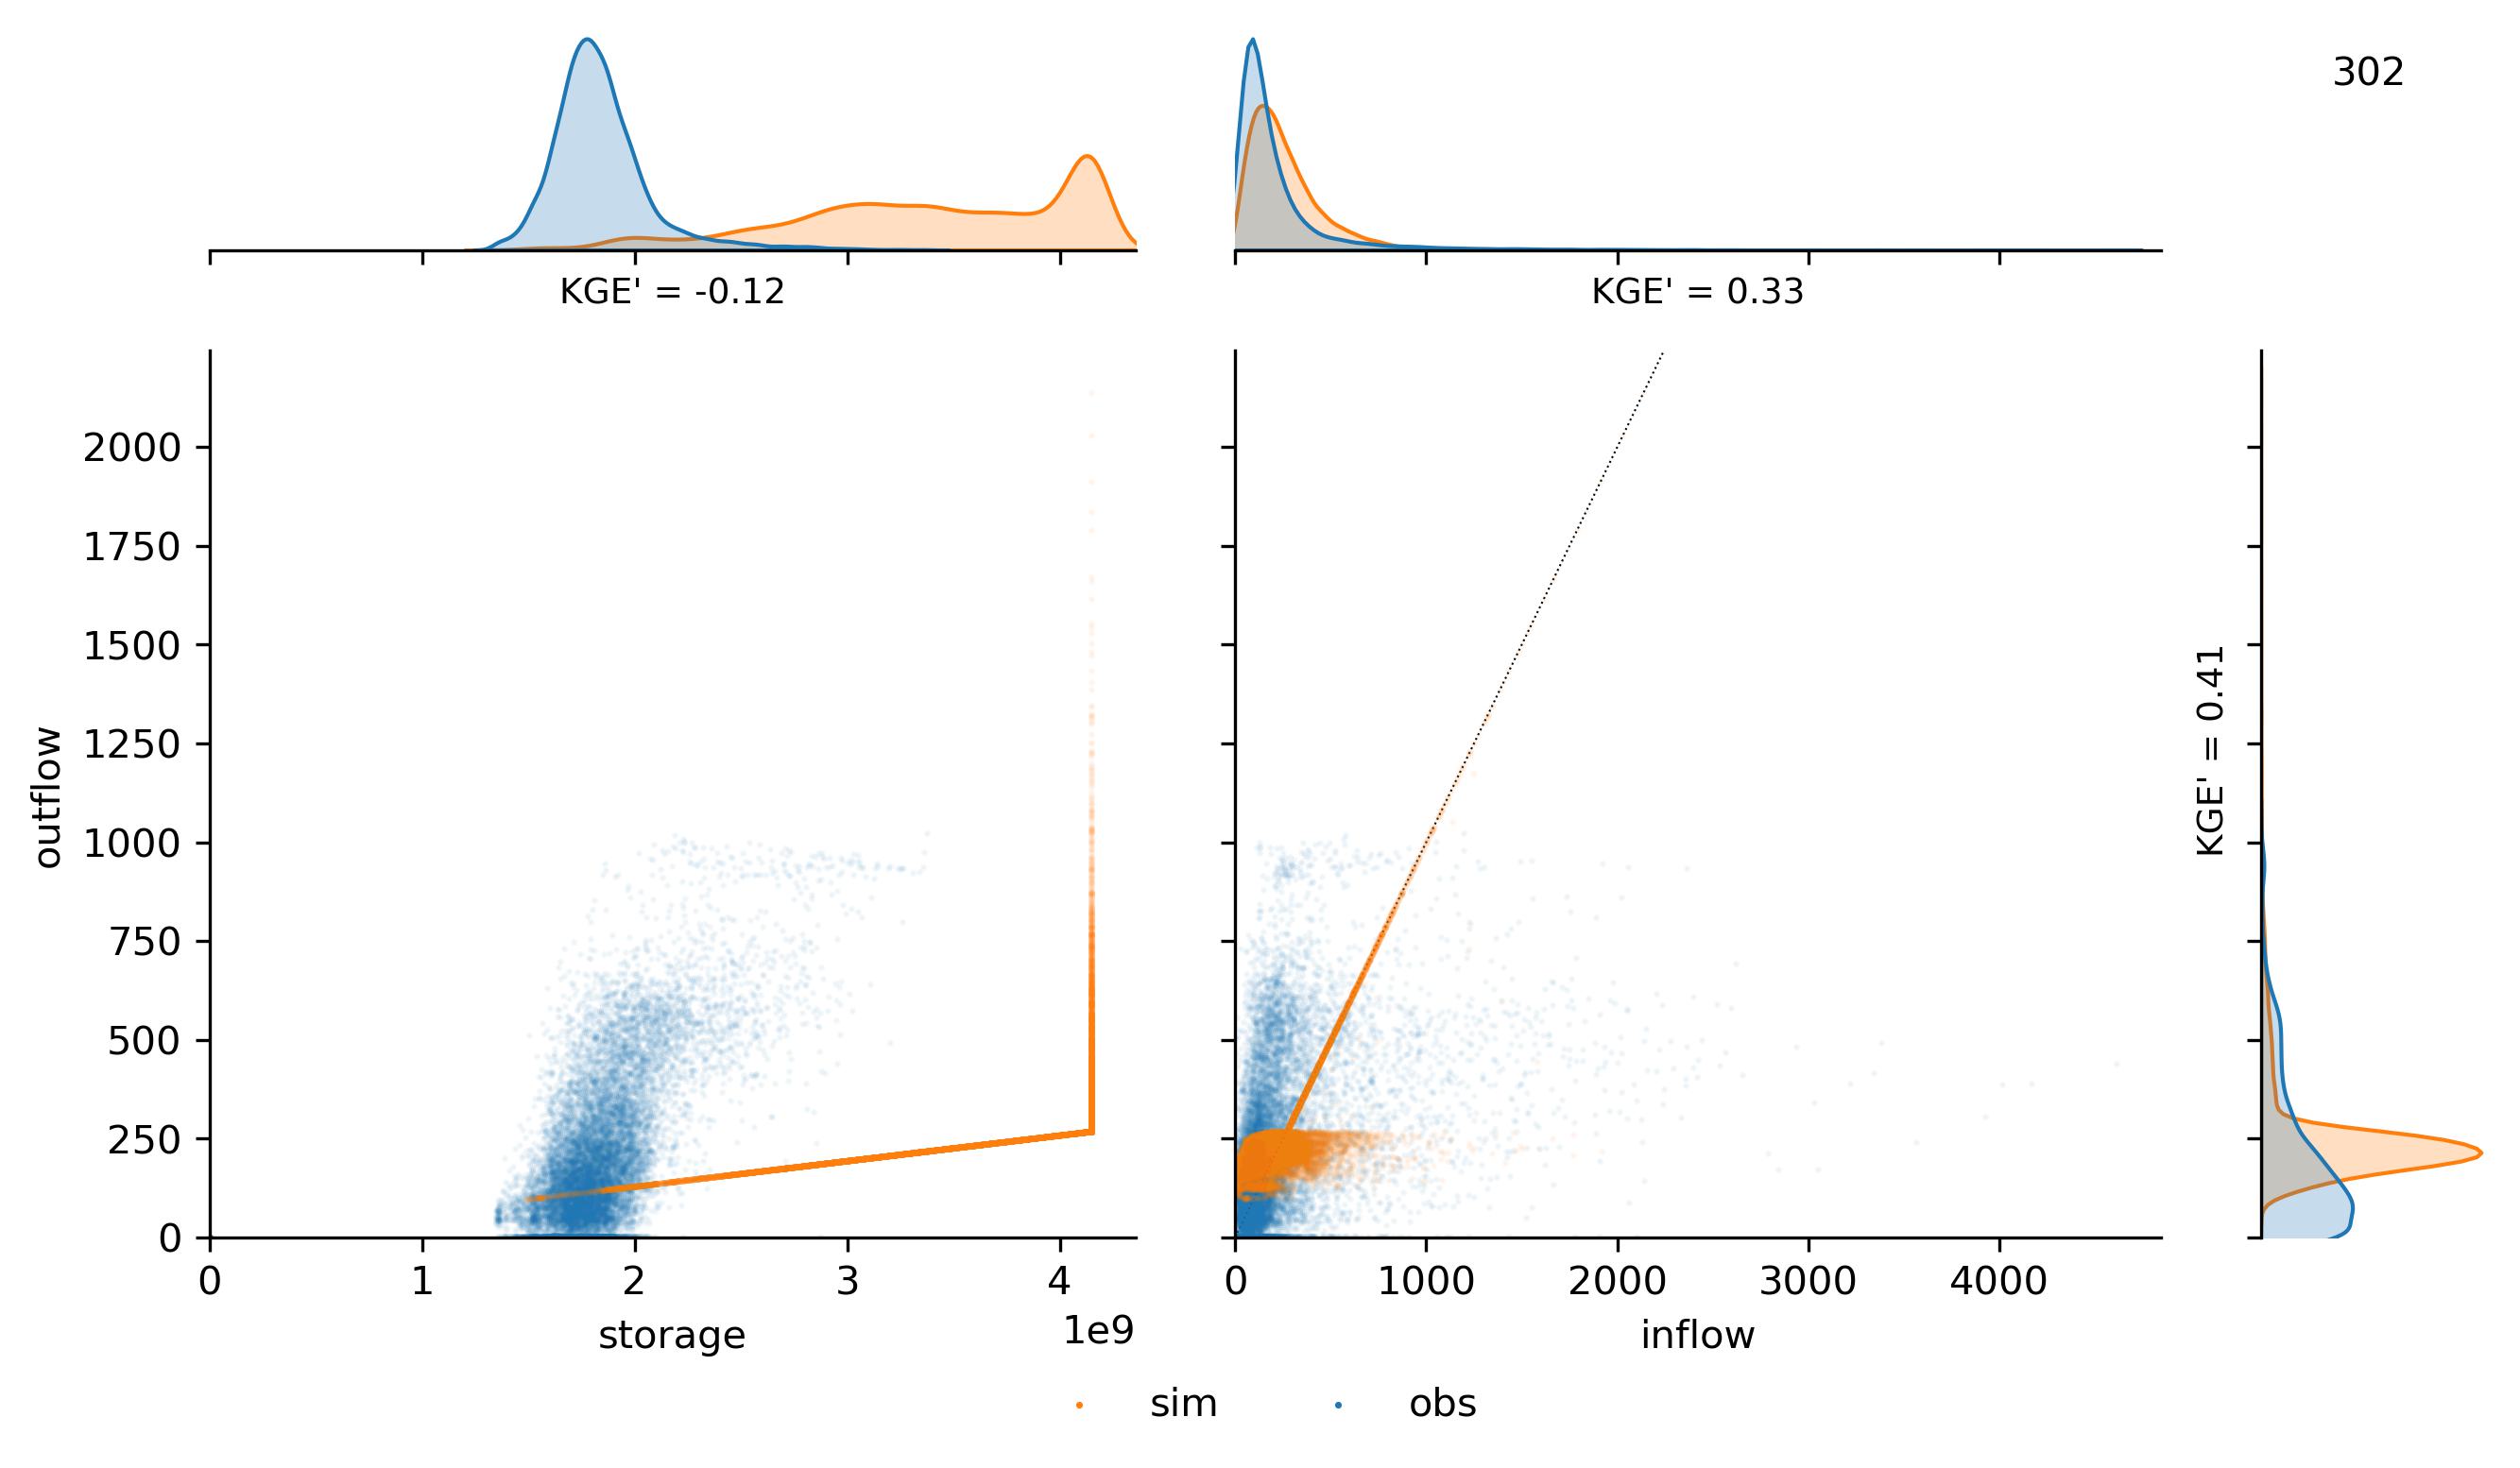 302
KGE' = -0.12
KGE' = 0.33
outflow
2000
1750
1500
1250
1000
750
500
250
0
KGE' = 0.41
0 1 2 3 4
1e9
storage
0 1000 2000 3000 4000
inflow
sim obs